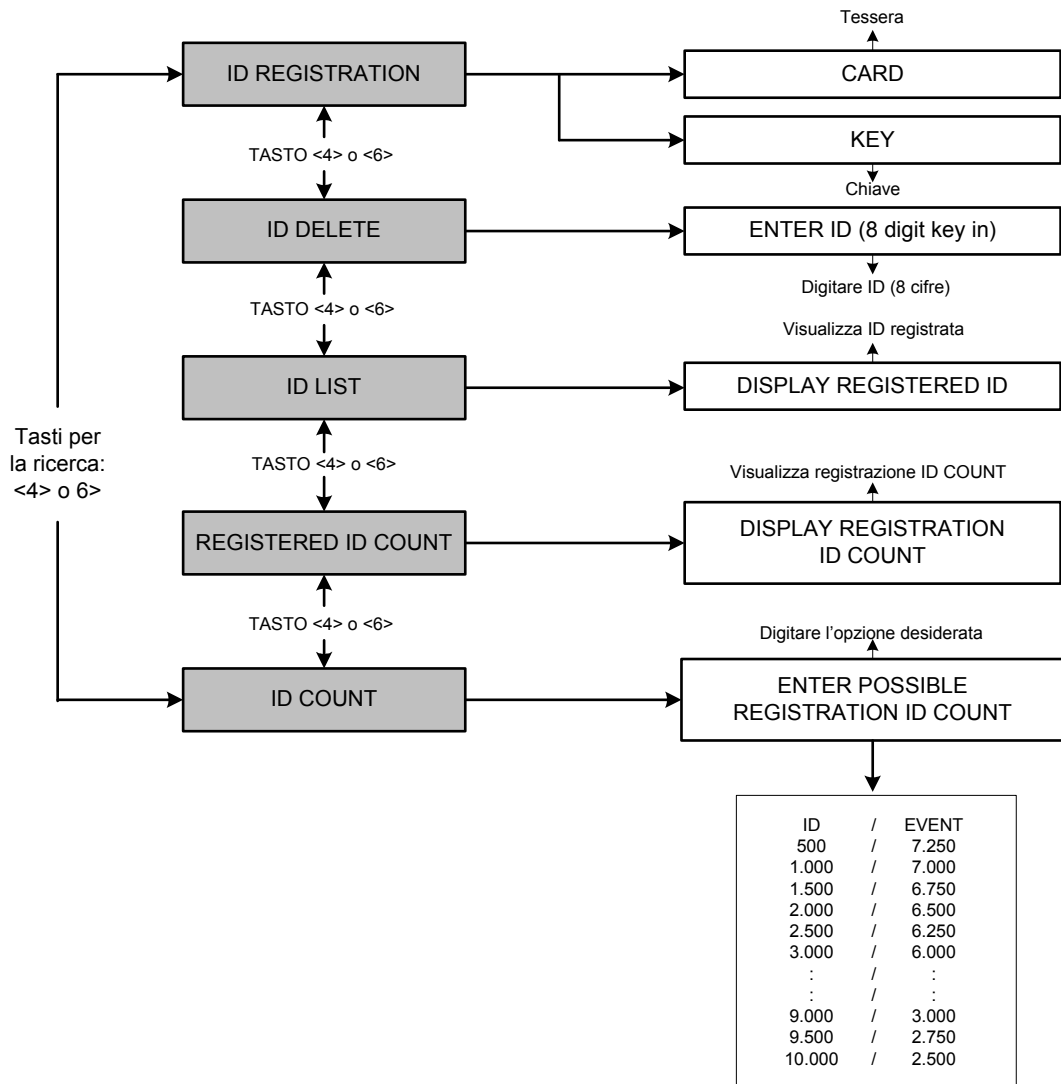 Tessera
ID REGISTRATION
CARD
KEY
TASTO <4> o <6>
Chiave
ID DELETE
ENTER ID (8 digit key in)
Digitare ID (8 cifre)
TASTO <4> o <6>
Visualizza ID registrata
ID LIST
DISPLAY REGISTERED ID
Tasti per
la ricerca:
<4> o 6>
TASTO <4> o <6>
Visualizza registrazione ID COUNT
REGISTERED ID COUNT
DISPLAY REGISTRATION
ID COUNT
TASTO <4> o <6>
Digitare l'opzione desiderata
ID COUNT
ENTER POSSIBLE
REGISTRATION ID COUNT
ID / EVENT
500 / 7.250
1.000 / 7.000
1.500 / 6.750
2.000 / 6.500
2.500 / 6.250
3.000 / 6.000
: / :
: / :
9.000 / 3.000
9.500 / 2.750
10.000 / 2.500